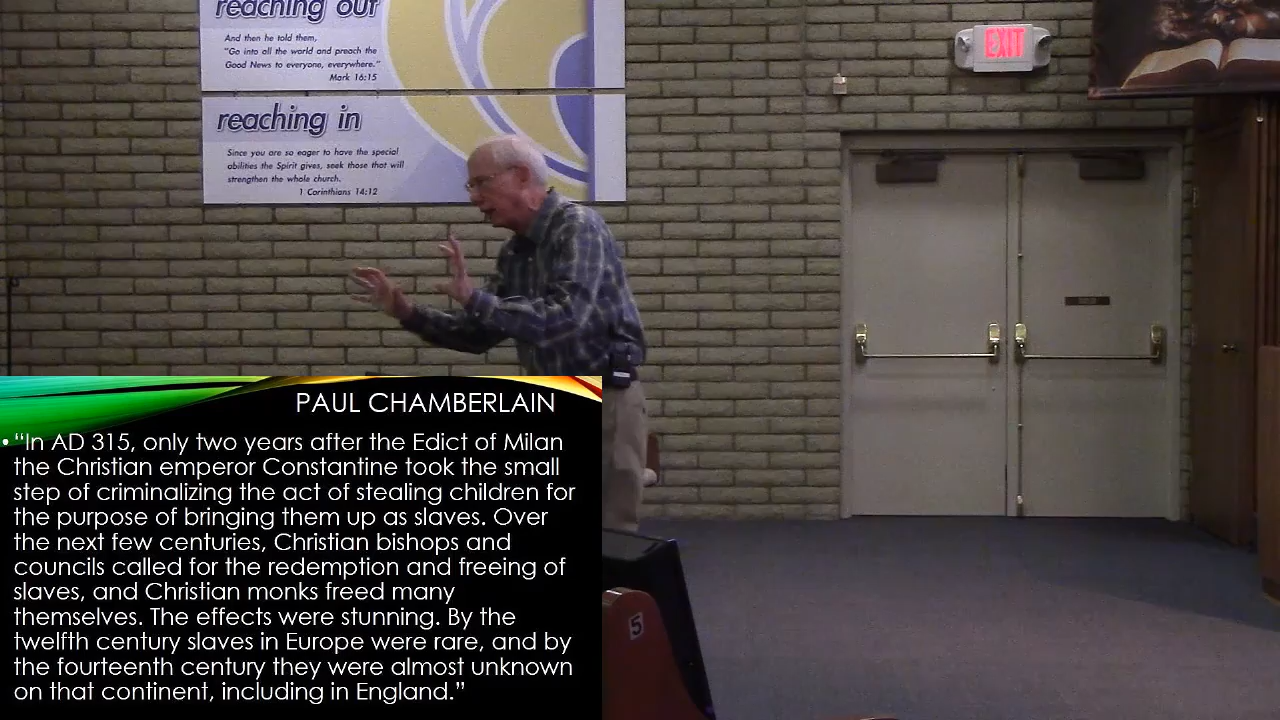 reaching out
And then he told them,
"Go into all the world and preach the
Good News to everyone, everywhere."
Mark 16:15
reaching in
Since you are so eager to have the special
abilities the Spirit gives, seek those that will
strengthen the whole church.
1 Corinthians 14:12
EXIT
5
PAUL CHAMBERLAIN
• “In AD 315, only two years after the Edict of Milan
the Christian emperor Constantine took the small
step of criminalizing the act of stealing children for
the purpose of bringing them up as slaves. Over
the next few centuries, Christian bishops and
councils called for the redemption and freeing of
slaves, and Christian monks freed many
themselves. The effects were stunning. By the
twelfth century slaves in Europe were rare, and by
the fourteenth century they were almost unknown
on that continent, including in England.”